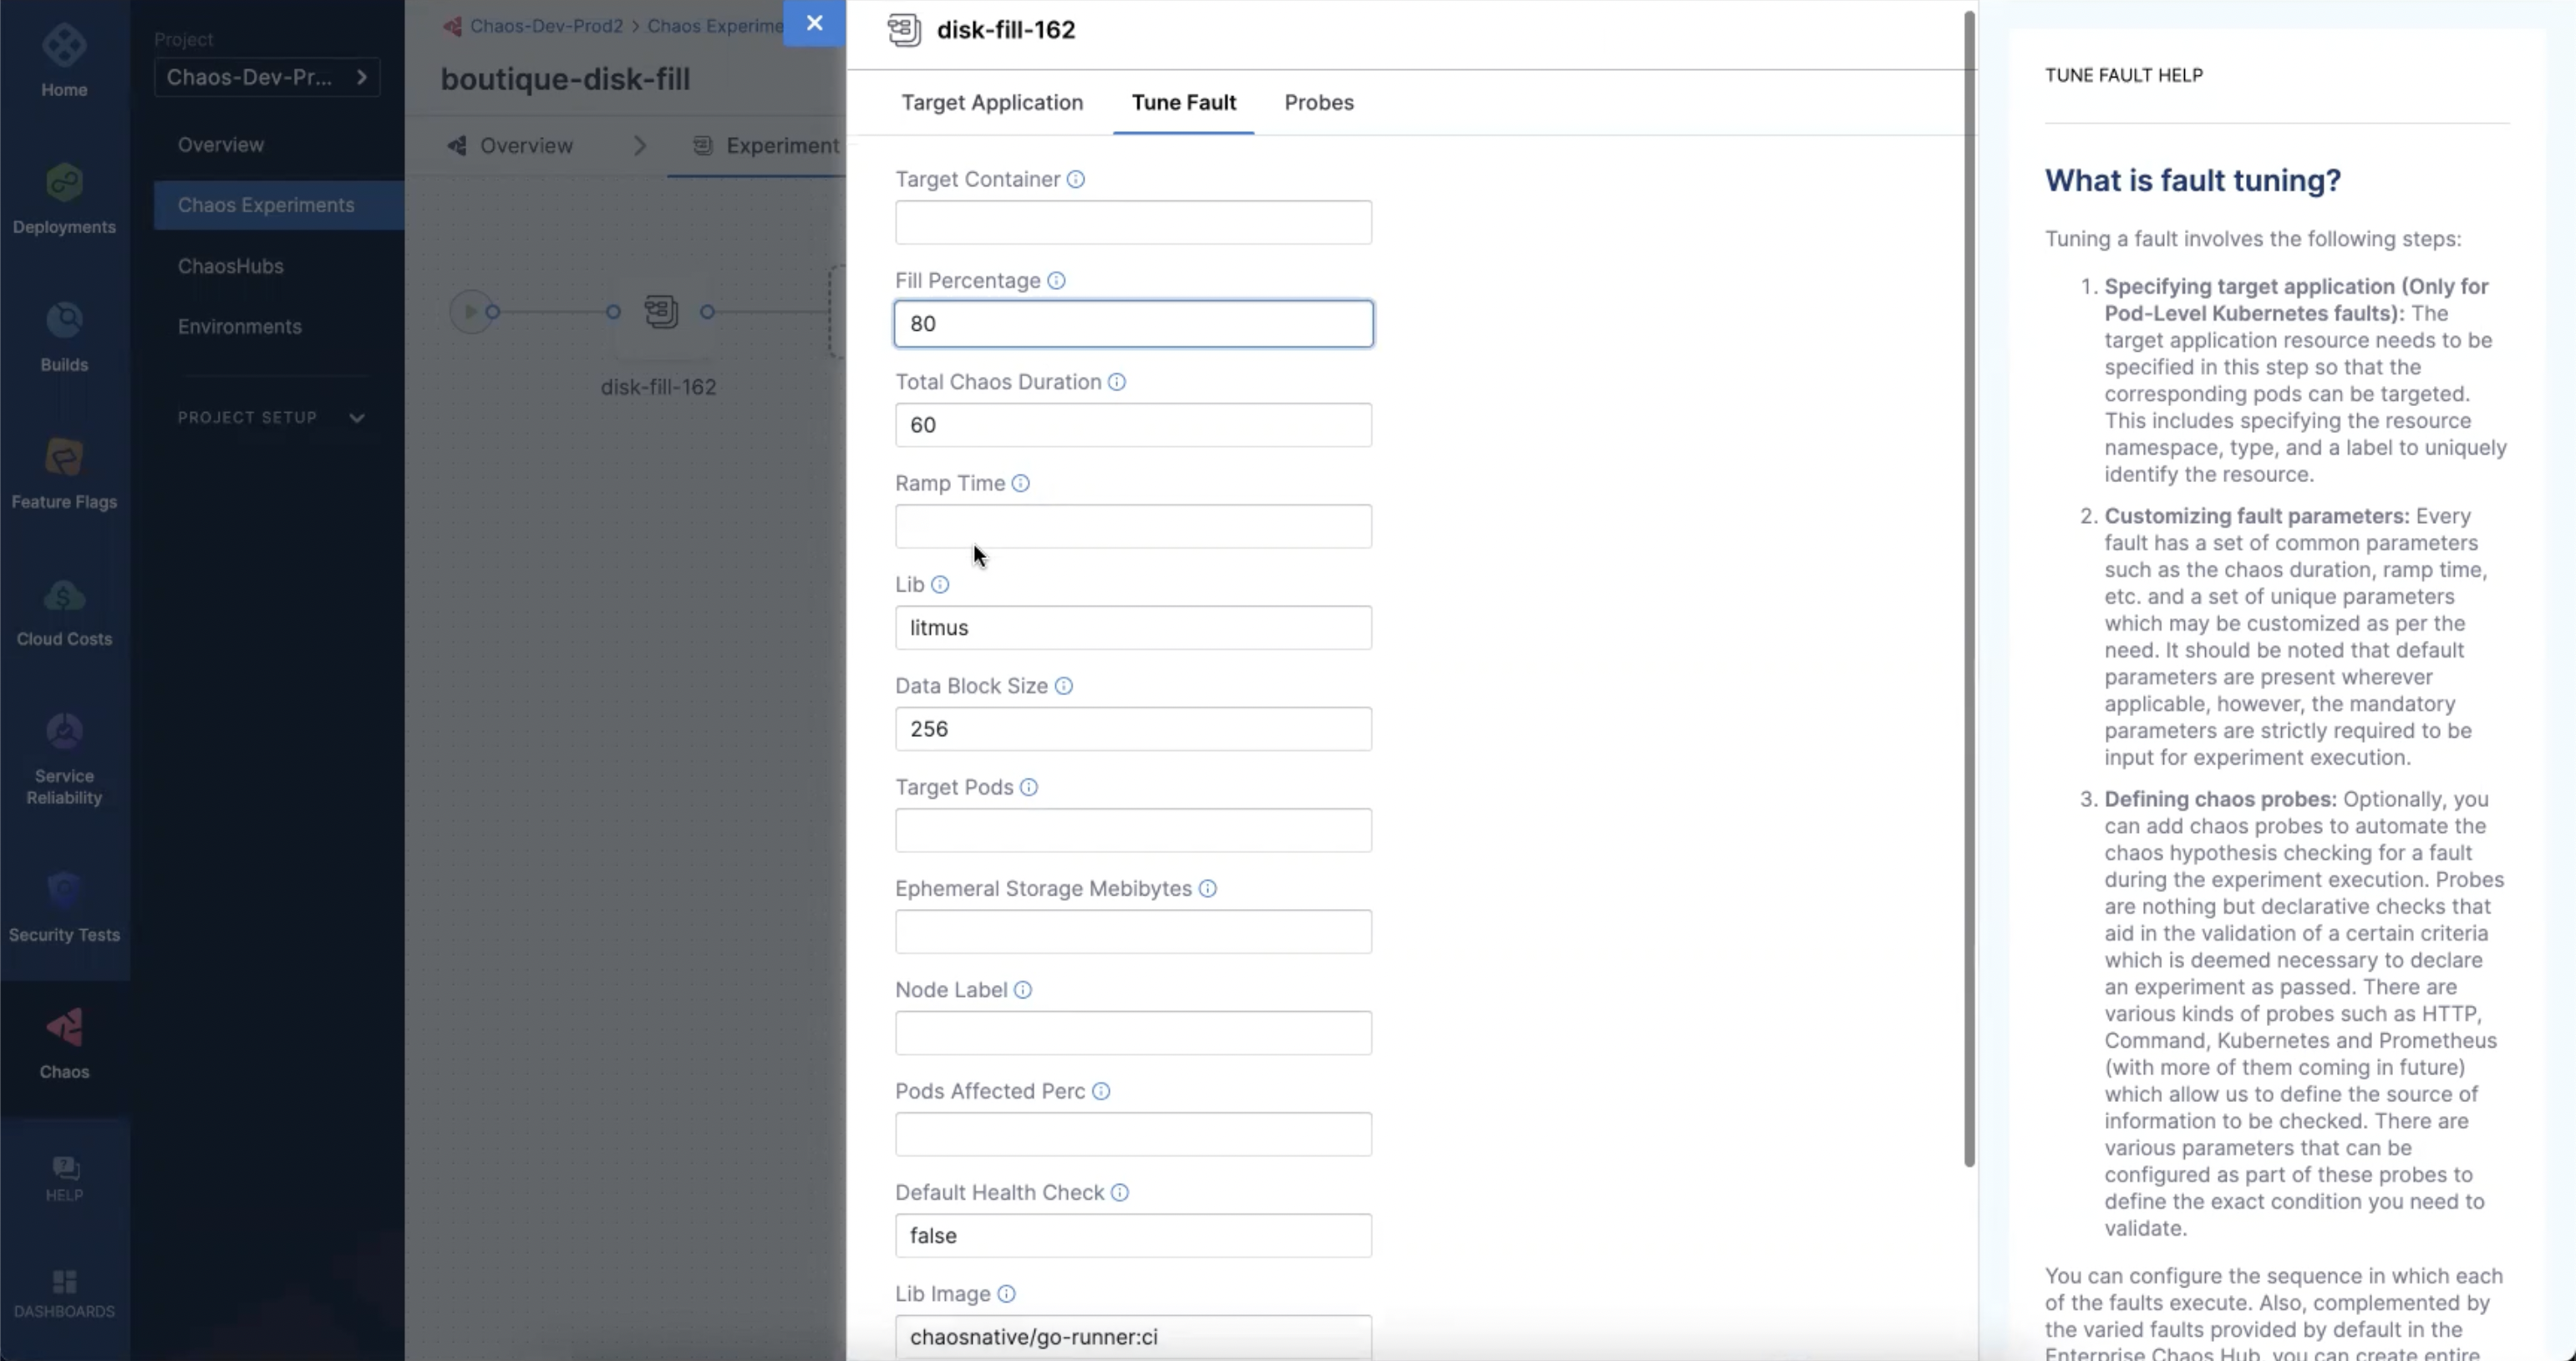 Home
Deployments
Builds
Feature Flags
Cloud Costs
Service
Reliability
Security Tests
Chaos
HELP
DASHBOARDS
Project
Chaos-Dev-Pr...
Overview
Chaos Experiments
ChaosHubs
Environments
PROJECT SETUP
Chaos-Dev-Prod2 > Chaos Experime
boutique-disk-fill
Overview
Experiment
disk-fill-162
disk-fill-162
Target Application
Tune Fault
Probes
Target Container
Fill Percentage
80
Total Chaos Duration
60
Ramp Time
Lib
litmus
Data Block Size
256
Target Pods
Ephemeral Storage Mebibytes
Node Label
Pods Affected Perc
Default Health Check
false
Lib Image
chaosnative/go-runner:ci
TUNE FAULT HELP
What is fault tuning?
Tuning a fault involves the following steps:
1. Specifying target application (Only for
Pod-Level Kubernetes faults): The
target application resource needs to be
specified in this step so that the
corresponding pods can be targeted.
This includes specifying the resource
namespace, type, and a label to uniquely
identify the resource.
2. Customizing fault parameters: Every
fault has a set of common parameters
such as the chaos duration, ramp time,
etc. and a set of unique parameters
which may be customized as per the
need. It should be noted that default
parameters are present wherever
applicable, however, the mandatory
parameters are strictly required to be
input for experiment execution.
3. Defining chaos probes: Optionally, you
can add chaos probes to automate the
chaos hypothesis checking for a fault
during the experiment execution. Probes
are nothing but declarative checks that
aid in the validation of a certain criteria
which is deemed necessary to declare
an experiment as passed. There are
various kinds of probes such as HTTP,
Command, Kubernetes and Prometheus
(with more of them coming in future)
which allow us to define the source of
information to be checked. There are
various parameters that can be
configured as part of these probes to
define the exact condition you need to
validate.
You can configure the sequence in which each
of the faults execute. Also, complemented by
the varied faults provided by default in the
Enterprise Chaos Hub, you can create entire